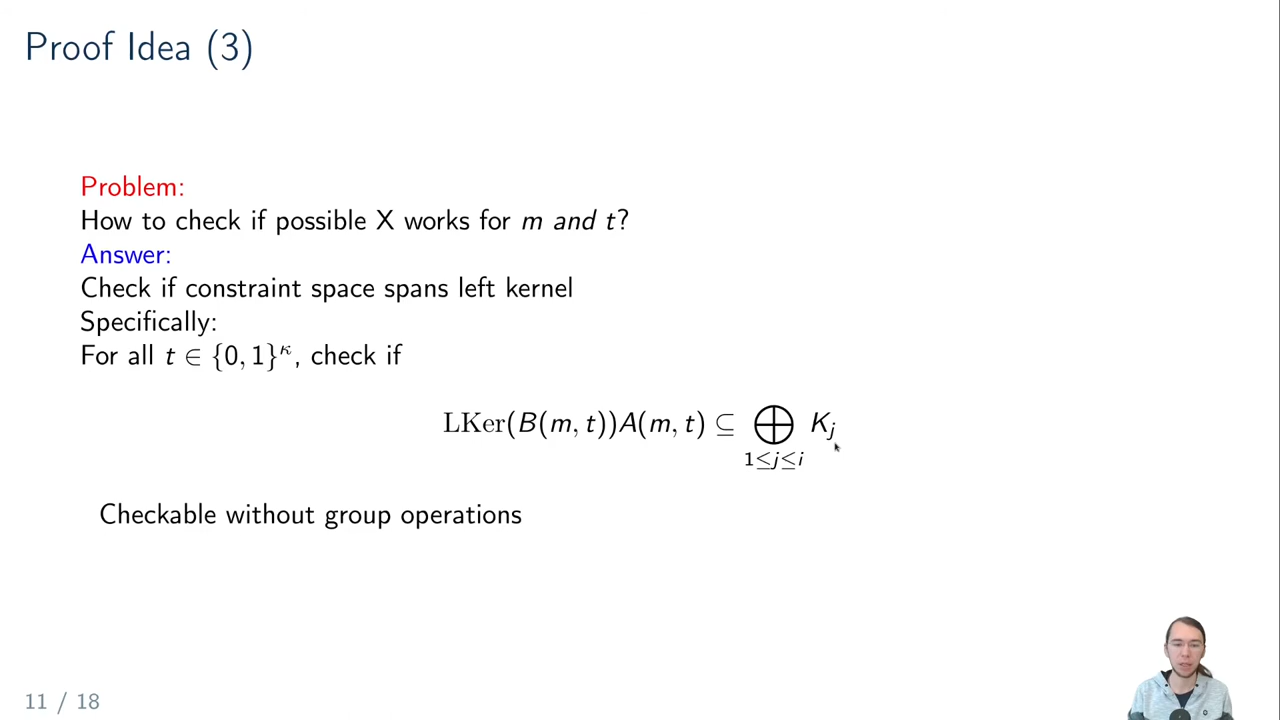 Proof Idea (3)
Problem:
How to check if possible X works for m and t?
Answer:
Check if constraint space spans left kernel
Specifically:
For all t ∈ {0, 1}^κ, check if
LKer(B(m, t))A(m, t) ⊆ ⨁_{1≤j≤i} K_j
Checkable without group operations
11 / 18